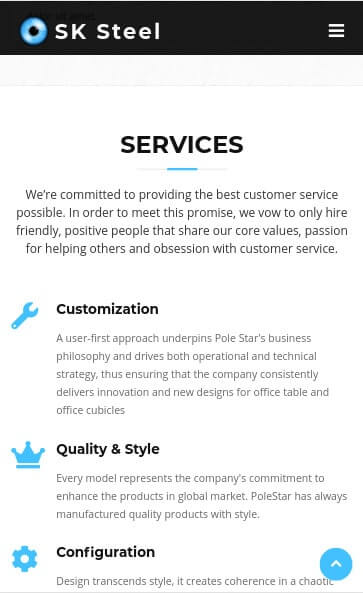 SK Steel
SERVICES
We’re committed to providing the best customer service
possible. In order to meet this promise, we vow to only hire
friendly, positive people that share our core values, passion
for helping others and obsession with customer service.
Customization
A user-first approach underpins Pole Star's business
philosophy and drives both operational and technical
strategy, thus ensuring that the company consistently
delivers innovation and new designs for office table and
office cubicles
Quality & Style
Every model represents the company's commitment to
enhance the products in global market. PoleStar has always
manufactured quality products with style.
Configuration
Design transcends style, it creates coherence in a chaotic